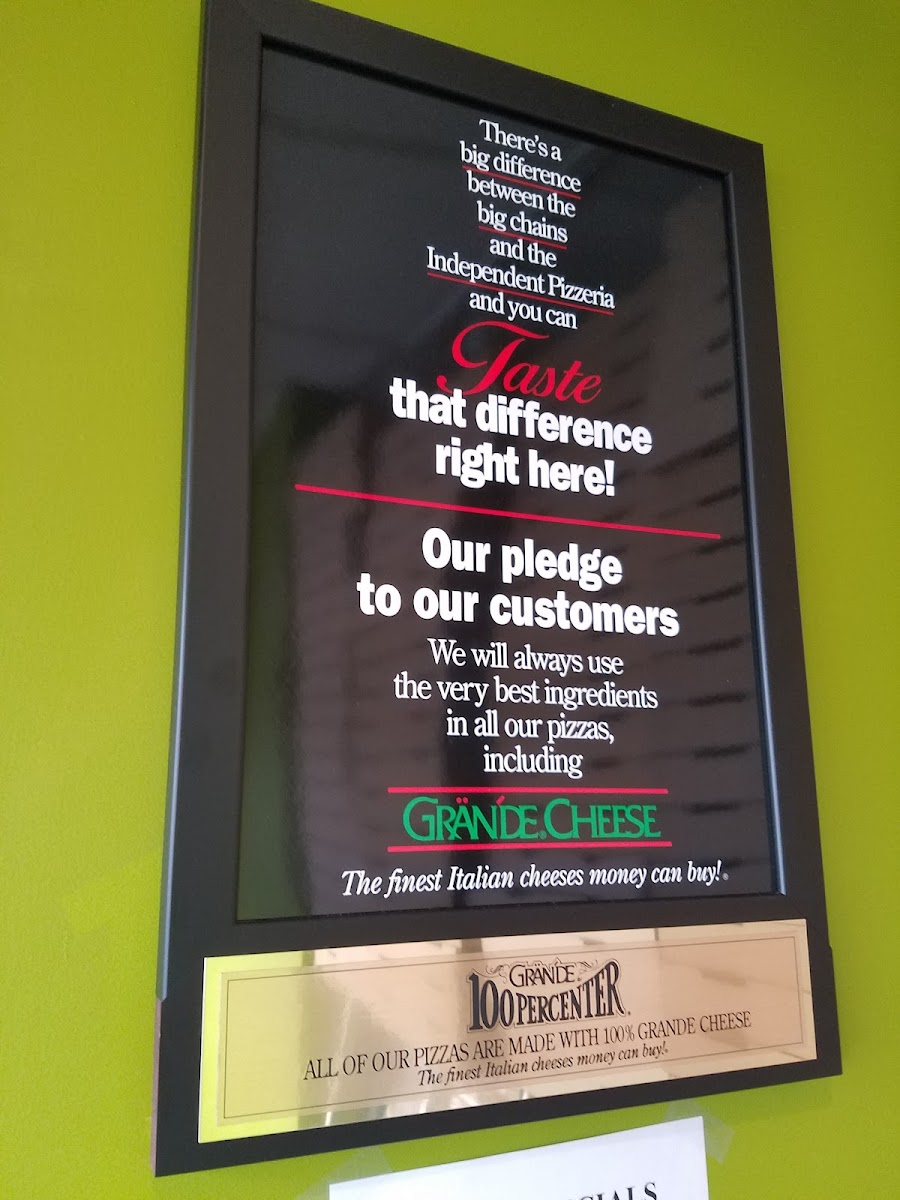 There's a
big difference
between the
big chains
and the
Independent Pizzeria
and you can
Taste
that difference
right here!
Our pledge
to our customers
We will always use
the very best ingredients
in all our pizzas,
including
GRÄNDE® CHEESE
The finest Italian cheeses money can buy!®
GRÄNDE®
100 PERCENTER®
ALL OF OUR PIZZAS ARE MADE WITH 100% GRANDE CHEESE
The finest Italian cheeses money can buy!®